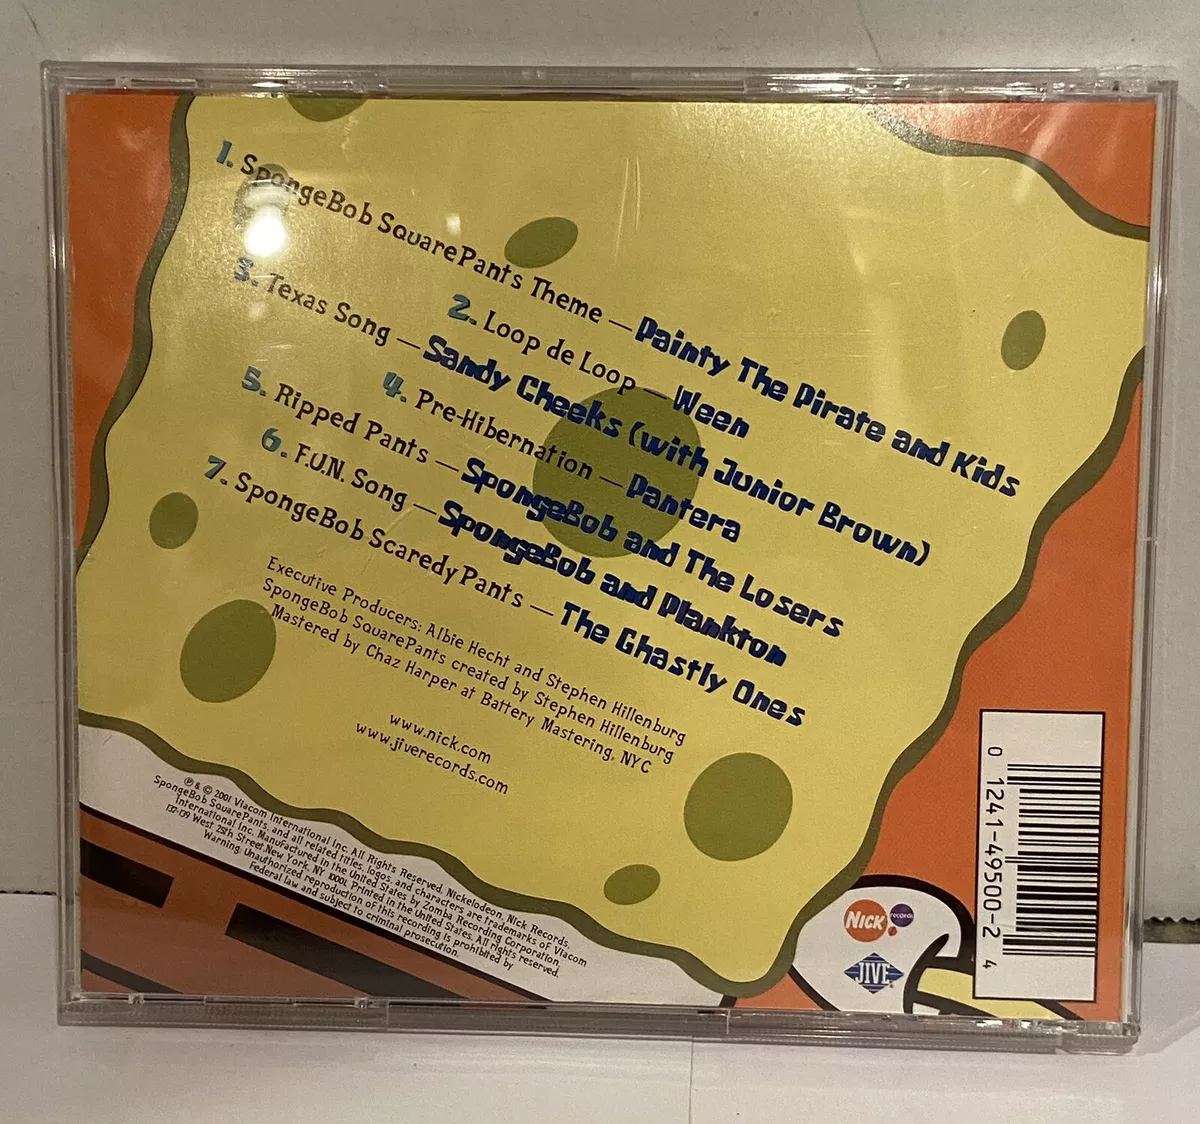 1. SpongeBob SquarePants Theme — Painty The Pirate and Kids
2. Loop de Loop — Ween
3. Texas Song — Sandy Cheeks (with Junior Brown)
4. Pre-Hibernation — Pantera
5. Ripped Pants — SpongeBob and The Losers
6. F.U.N. Song — SpongeBob and Plankton
7. SpongeBob ScaredyPants — The Ghastly Ones
Executive Producers: Albie Hecht and Stephen Hillenburg
SpongeBob SquarePants created by Stephen Hillenburg
Mastered by Chaz Harper at Battery Mastering, NYC
www.nick.com
www.jiverecords.com
℗ & © 2001 Viacom International Inc. All Rights Reserved. Nickelodeon, Nick Records,
SpongeBob SquarePants, and all related titles, logos, and characters are trademarks of Viacom
International Inc. Manufactured in the United States by Zomba Recording Corporation,
137-139 West 25th Street New York, NY 10001. Printed in the United States. All rights reserved.
Warning: Unauthorized reproduction of this recording is prohibited by
Federal law and subject to criminal prosecution.
0 1241-49500-2 4
NICK records
JIVE